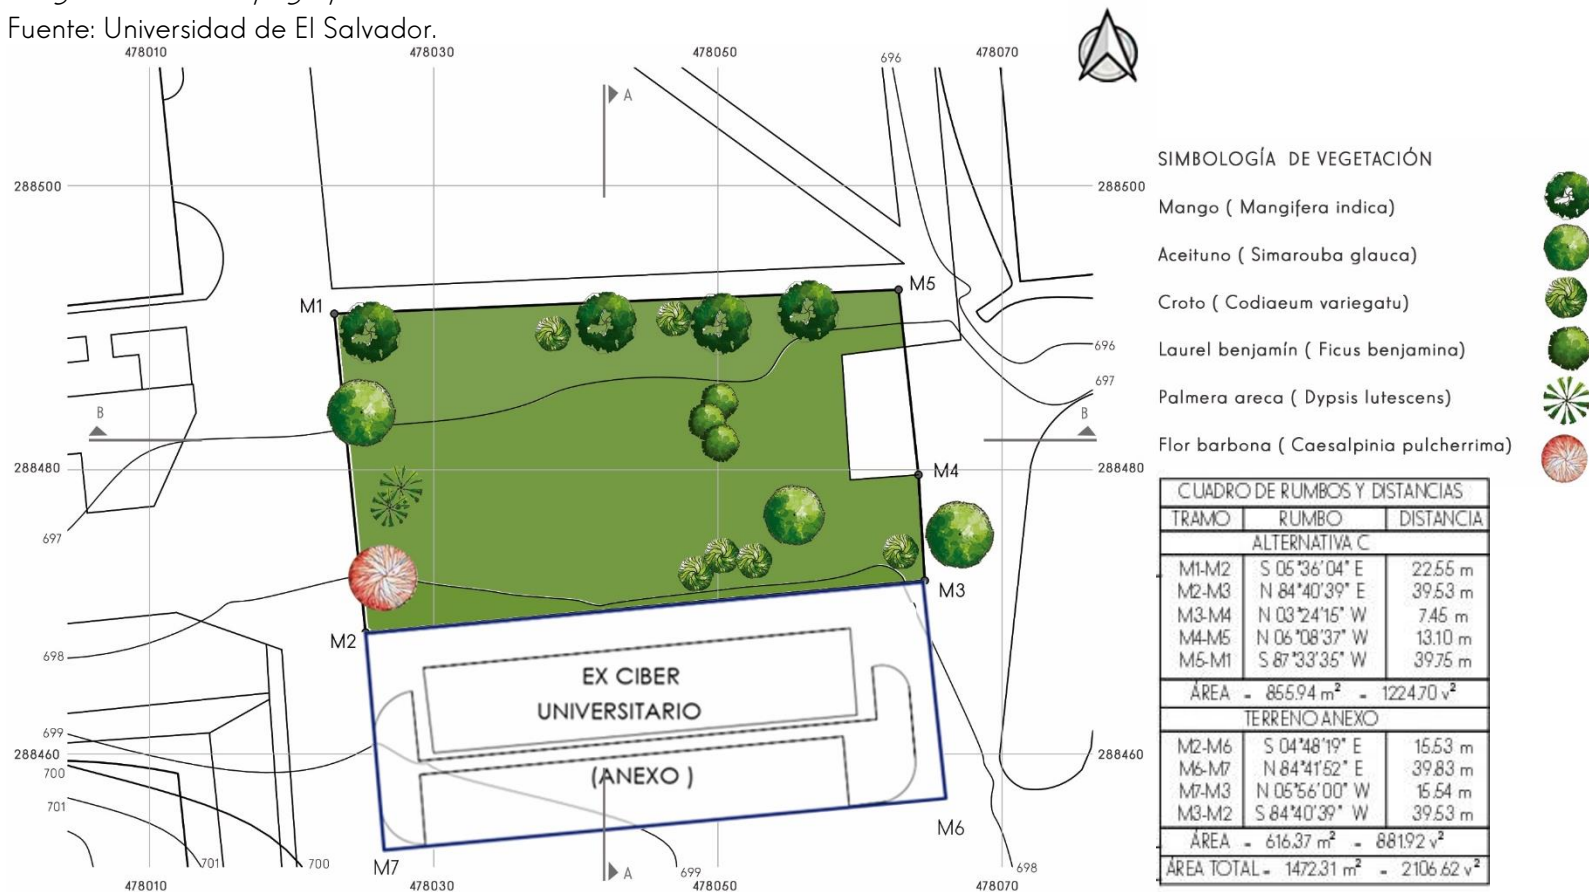 Fuente: Universidad de El Salvador.
478010
478030
478050
478070
696
A
288500
288500
M1
M5
696
697
B
B
288480
288480
M4
697
M3
M2
698
EX CIBER
UNIVERSITARIO
(ANEXO )
699
700
701
288460
288460
M6
M7
701
700
A
699
698
478010
478030
478050
478070
SIMBOLOGÍA DE VEGETACIÓN
Mango ( Mangifera indica)
Aceituno ( Simarouba glauca)
Croto ( Codiaeum variegatu)
Laurel benjamín ( Ficus benjamina)
Palmera areca ( Dypsis lutescens)
Flor barbona ( Caesalpinia pulcherrima)
CUADRO DE RUMBOS Y DISTANCIAS
TRAMO RUMBO DISTANCIA
ALTERNATIVA C
M1-M2 S 05°36'04" E 22.55 m
M2-M3 N 84°40'39" E 39.53 m
M3-M4 N 03°24'15" W 7.45 m
M4-M5 N 06°08'37" W 13.10 m
M5-M1 S 87°33'35" W 39.75 m
ÁREA = 855.94 m² = 1224.70 v²
TERRENO ANEXO
M2-M6 S 04°48'19" E 15.53 m
M6-M7 N 84°41'52" E 39.83 m
M7-M3 N 05°56'00" W 15.54 m
M3-M2 S 84°40'39" W 39.53 m
ÁREA = 616.37 m² = 881.92 v²
ÁREA TOTAL = 1472.31 m² = 2106.62 v²